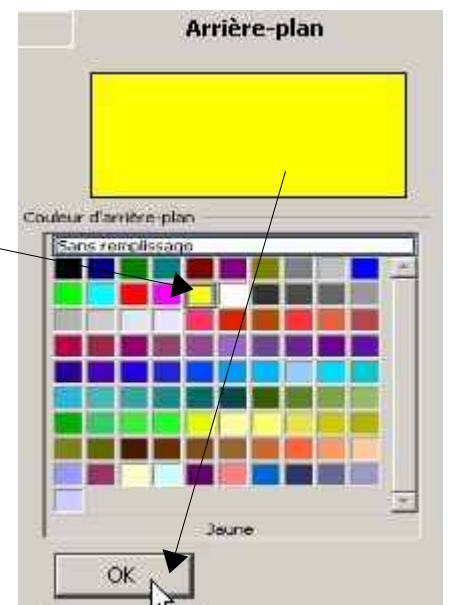 Arrière-plan
Couleur d'arrière-plan
Sans remplissage
Jaune
OK